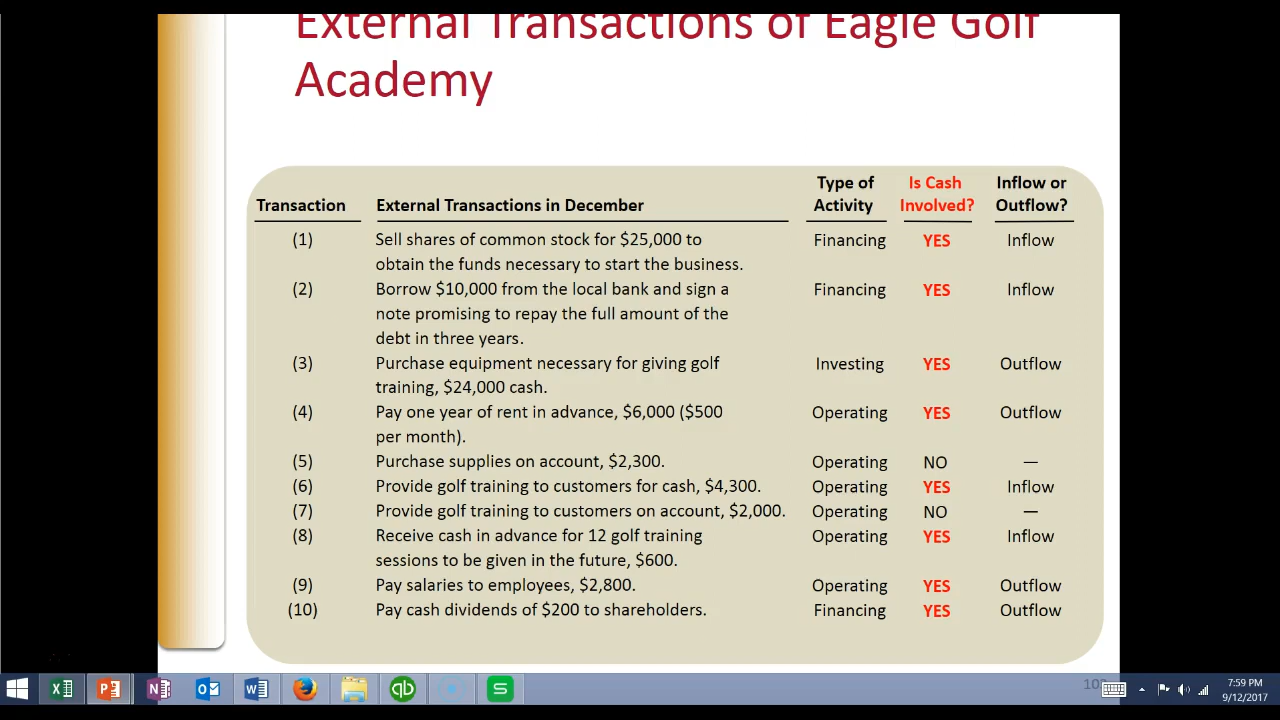 External Transactions of Eagle Golf
Academy
Type of Is Cash Inflow or
Transaction External Transactions in December Activity Involved? Outflow?
(1) Sell shares of common stock for $25,000 to Financing YES Inflow
obtain the funds necessary to start the business.
(2) Borrow $10,000 from the local bank and sign a Financing YES Inflow
note promising to repay the full amount of the
debt in three years.
(3) Purchase equipment necessary for giving golf Investing YES Outflow
training, $24,000 cash.
(4) Pay one year of rent in advance, $6,000 ($500 Operating YES Outflow
per month).
(5) Purchase supplies on account, $2,300. Operating NO —
(6) Provide golf training to customers for cash, $4,300. Operating YES Inflow
(7) Provide golf training to customers on account, $2,000. Operating NO —
(8) Receive cash in advance for 12 golf training Operating YES Inflow
sessions to be given in the future, $600.
(9) Pay salaries to employees, $2,800. Operating YES Outflow
(10) Pay cash dividends of $200 to shareholders. Financing YES Outflow
7:59 PM
9/12/2017